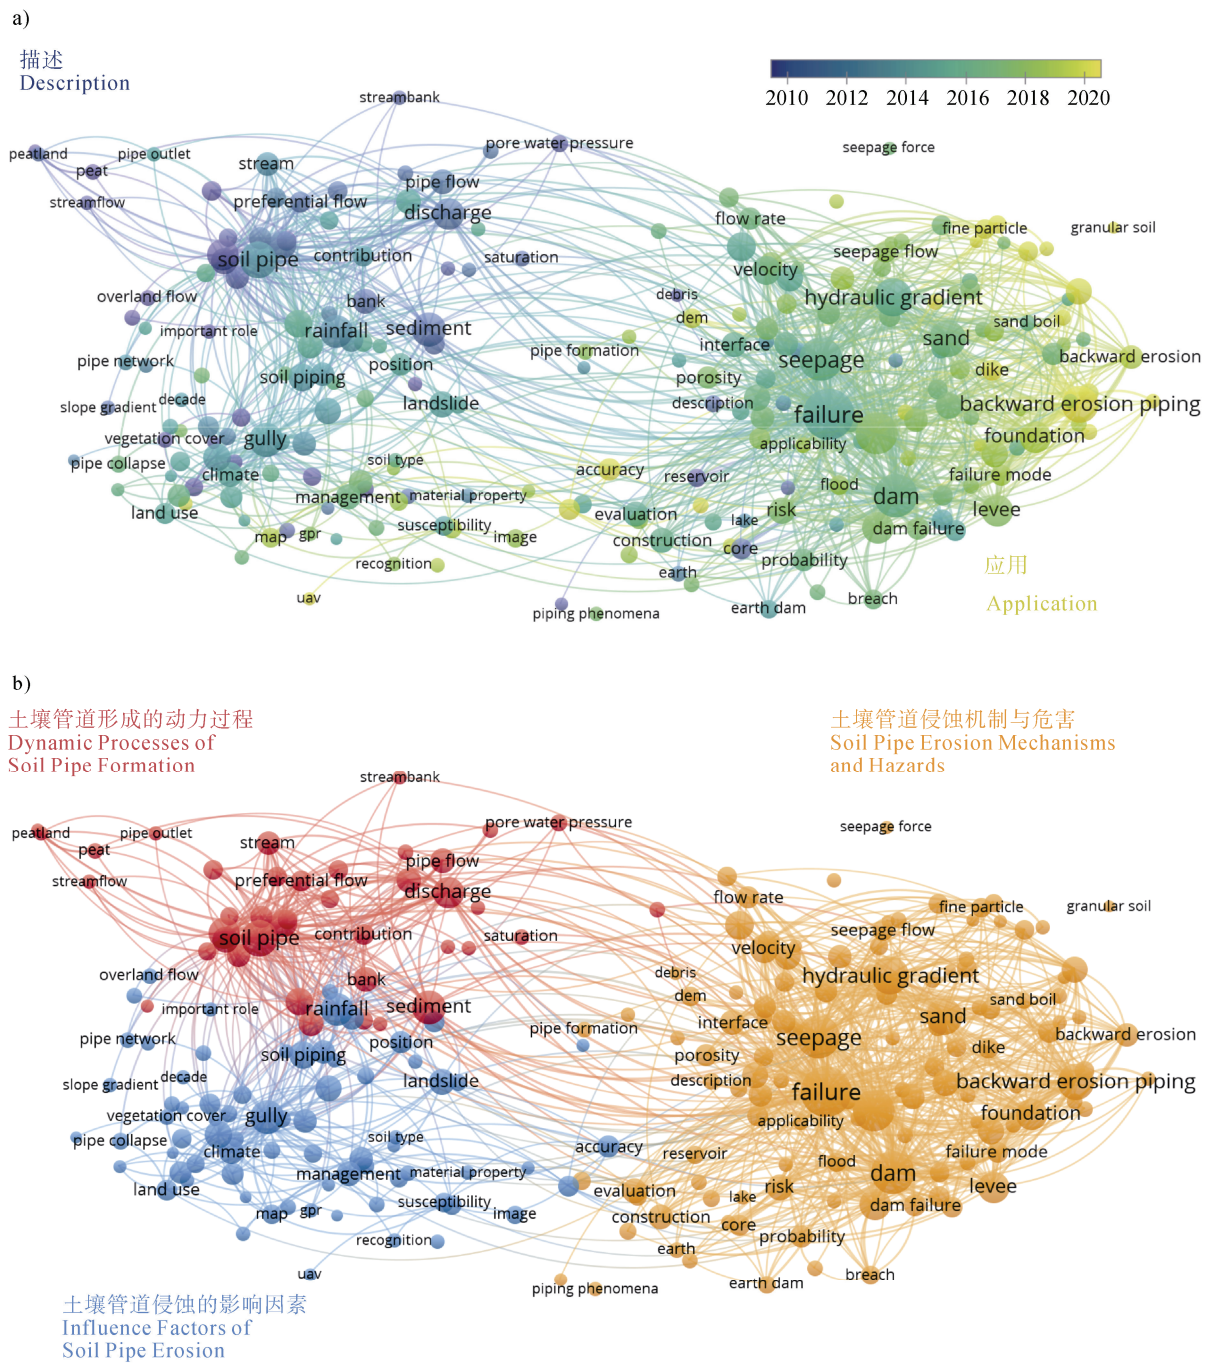 a)
描述
Description
2010 2012 2014 2016 2018 2020
streambank
peatland
pipe outlet
pore water pressure
seepage force
peat
stream
pipe flow
streamflow
preferential flow
discharge
flow rate
fine particle
granular soil
soil pipe
contribution
saturation
seepage flow
velocity
overland flow
bank
debris
hydraulic gradient
important role
rainfall
sediment
dem
sand boil
pipe network
position
pipe formation
interface
seepage
sand
backward erosion
soil piping
porosity
dike
slope gradient
decade
landslide
description
failure
backward erosion piping
vegetation cover
gully
applicability
foundation
pipe collapse
climate
soil type
accuracy
reservoir
flood
failure mode
land use
management
material property
evaluation
lake
risk
dam
levee
map
gpr
susceptibility
image
construction
core
dam failure
recognition
earth
probability
应用
Application
uav
piping phenomena
earth dam
breach
b)
土壤管道形成的动力过程
Dynamic Processes of
Soil Pipe Formation
土壤管道侵蚀机制与危害
Soil Pipe Erosion Mechanisms
and Hazards
streambank
peatland
pipe outlet
pore water pressure
seepage force
peat
stream
pipe flow
streamflow
preferential flow
discharge
flow rate
fine particle
granular soil
soil pipe
contribution
saturation
seepage flow
velocity
overland flow
bank
debris
hydraulic gradient
important role
rainfall
sediment
dem
sand boil
pipe network
position
pipe formation
interface
seepage
sand
backward erosion
soil piping
porosity
dike
slope gradient
decade
landslide
description
failure
backward erosion piping
vegetation cover
gully
applicability
foundation
pipe collapse
climate
soil type
accuracy
reservoir
flood
failure mode
land use
management
material property
evaluation
lake
risk
dam
levee
map
gpr
susceptibility
image
construction
core
dam failure
recognition
earth
probability
uav
piping phenomena
earth dam
breach
土壤管道侵蚀的影响因素
Influence Factors of
Soil Pipe Erosion